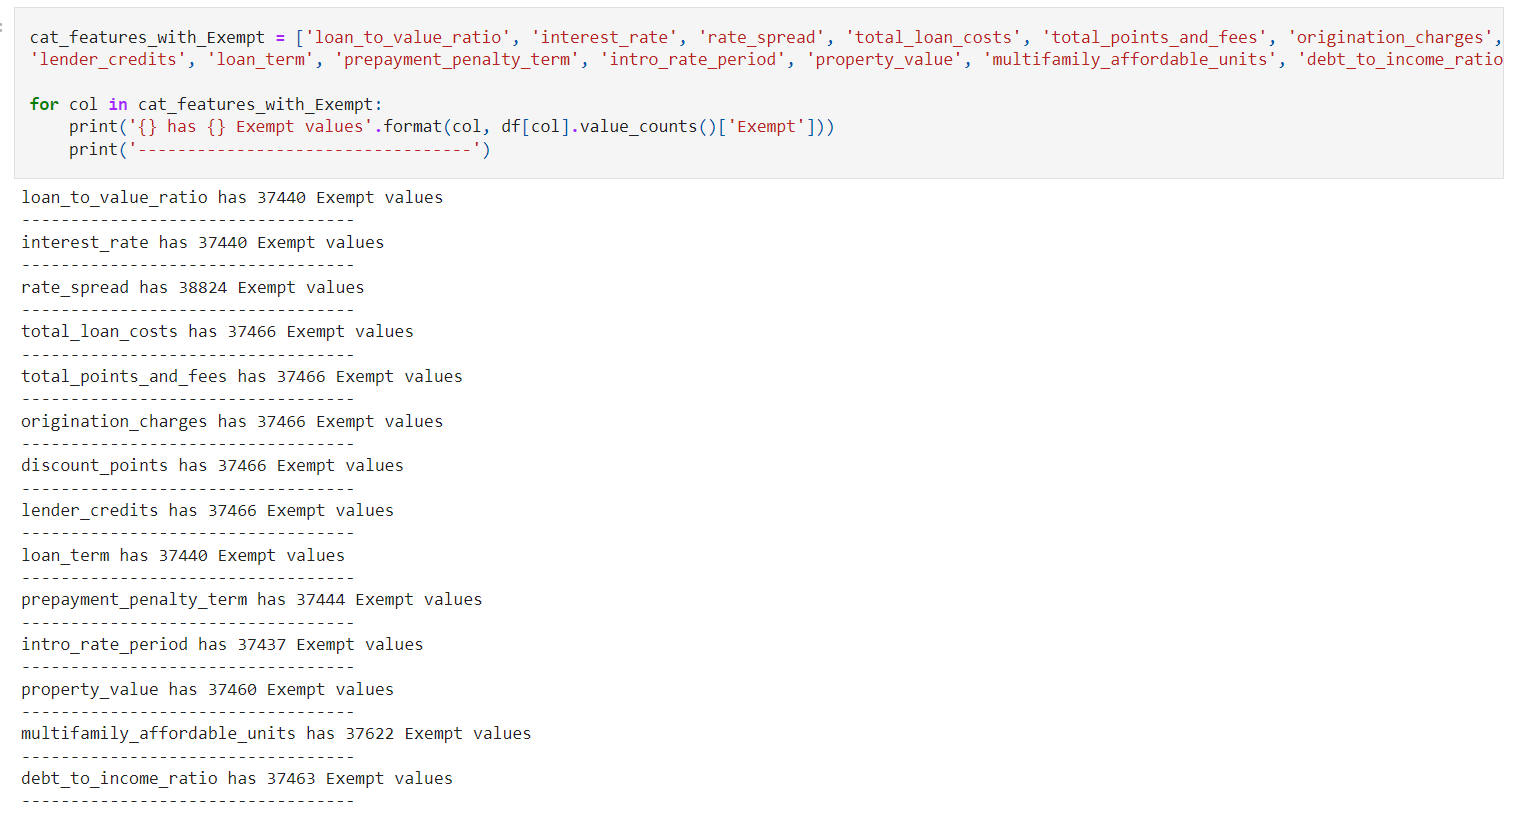 cat_features_with_Exempt = ['loan_to_value_ratio', 'interest_rate', 'rate_spread', 'total_loan_costs', 'total_points_and_fees', 'origination_charges',
'lender_credits', 'loan_term', 'prepayment_penalty_term', 'intro_rate_period', 'property_value', 'multifamily_affordable_units', 'debt_to_income_ratio
for col in cat_features_with_Exempt:
    print('{} has {} Exempt values'.format(col, df[col].value_counts()['Exempt']))
    print('----------------------------------')
loan_to_value_ratio has 37440 Exempt values
----------------------------------
interest_rate has 37440 Exempt values
----------------------------------
rate_spread has 38824 Exempt values
----------------------------------
total_loan_costs has 37466 Exempt values
----------------------------------
total_points_and_fees has 37466 Exempt values
----------------------------------
origination_charges has 37466 Exempt values
----------------------------------
discount_points has 37466 Exempt values
----------------------------------
lender_credits has 37466 Exempt values
----------------------------------
loan_term has 37440 Exempt values
----------------------------------
prepayment_penalty_term has 37444 Exempt values
----------------------------------
intro_rate_period has 37437 Exempt values
----------------------------------
property_value has 37460 Exempt values
----------------------------------
multifamily_affordable_units has 37622 Exempt values
----------------------------------
debt_to_income_ratio has 37463 Exempt values
----------------------------------